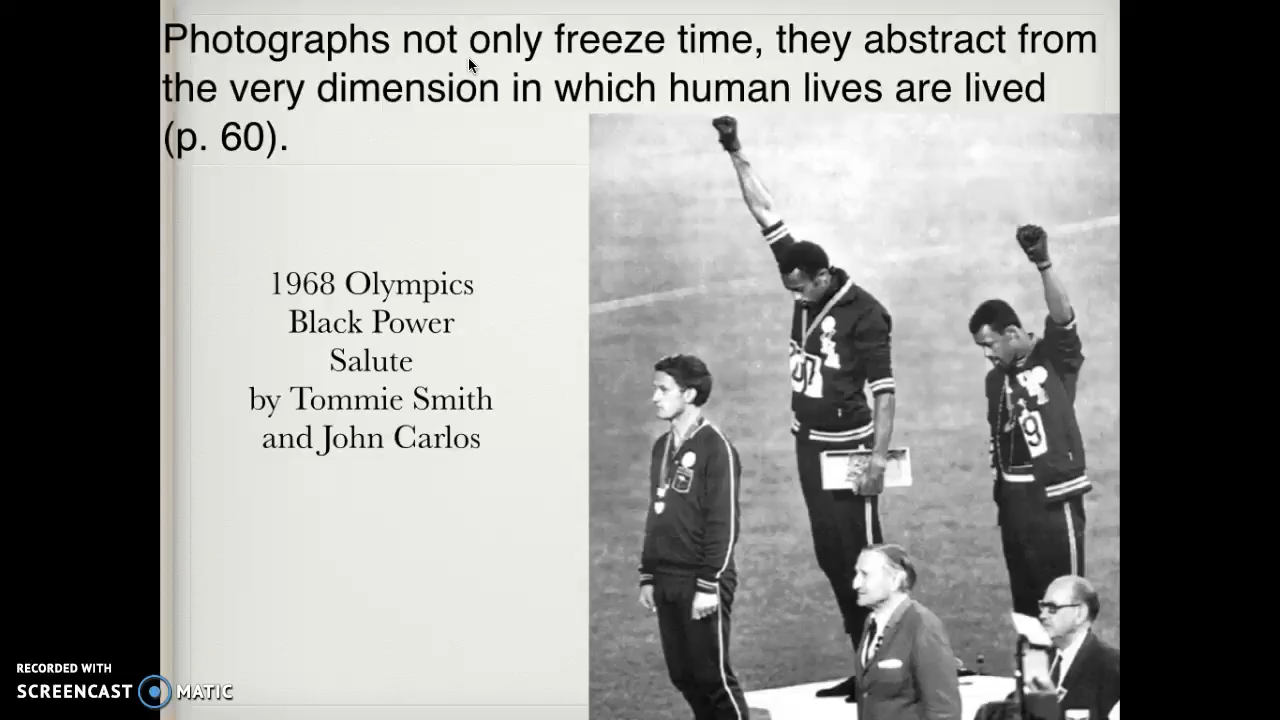 Photographs not only freeze time, they abstract from
the very dimension in which human lives are lived
(p. 60).
1968 Olympics
Black Power
Salute
by Tommie Smith
and John Carlos
RECORDED WITH
SCREENCAST MATIC